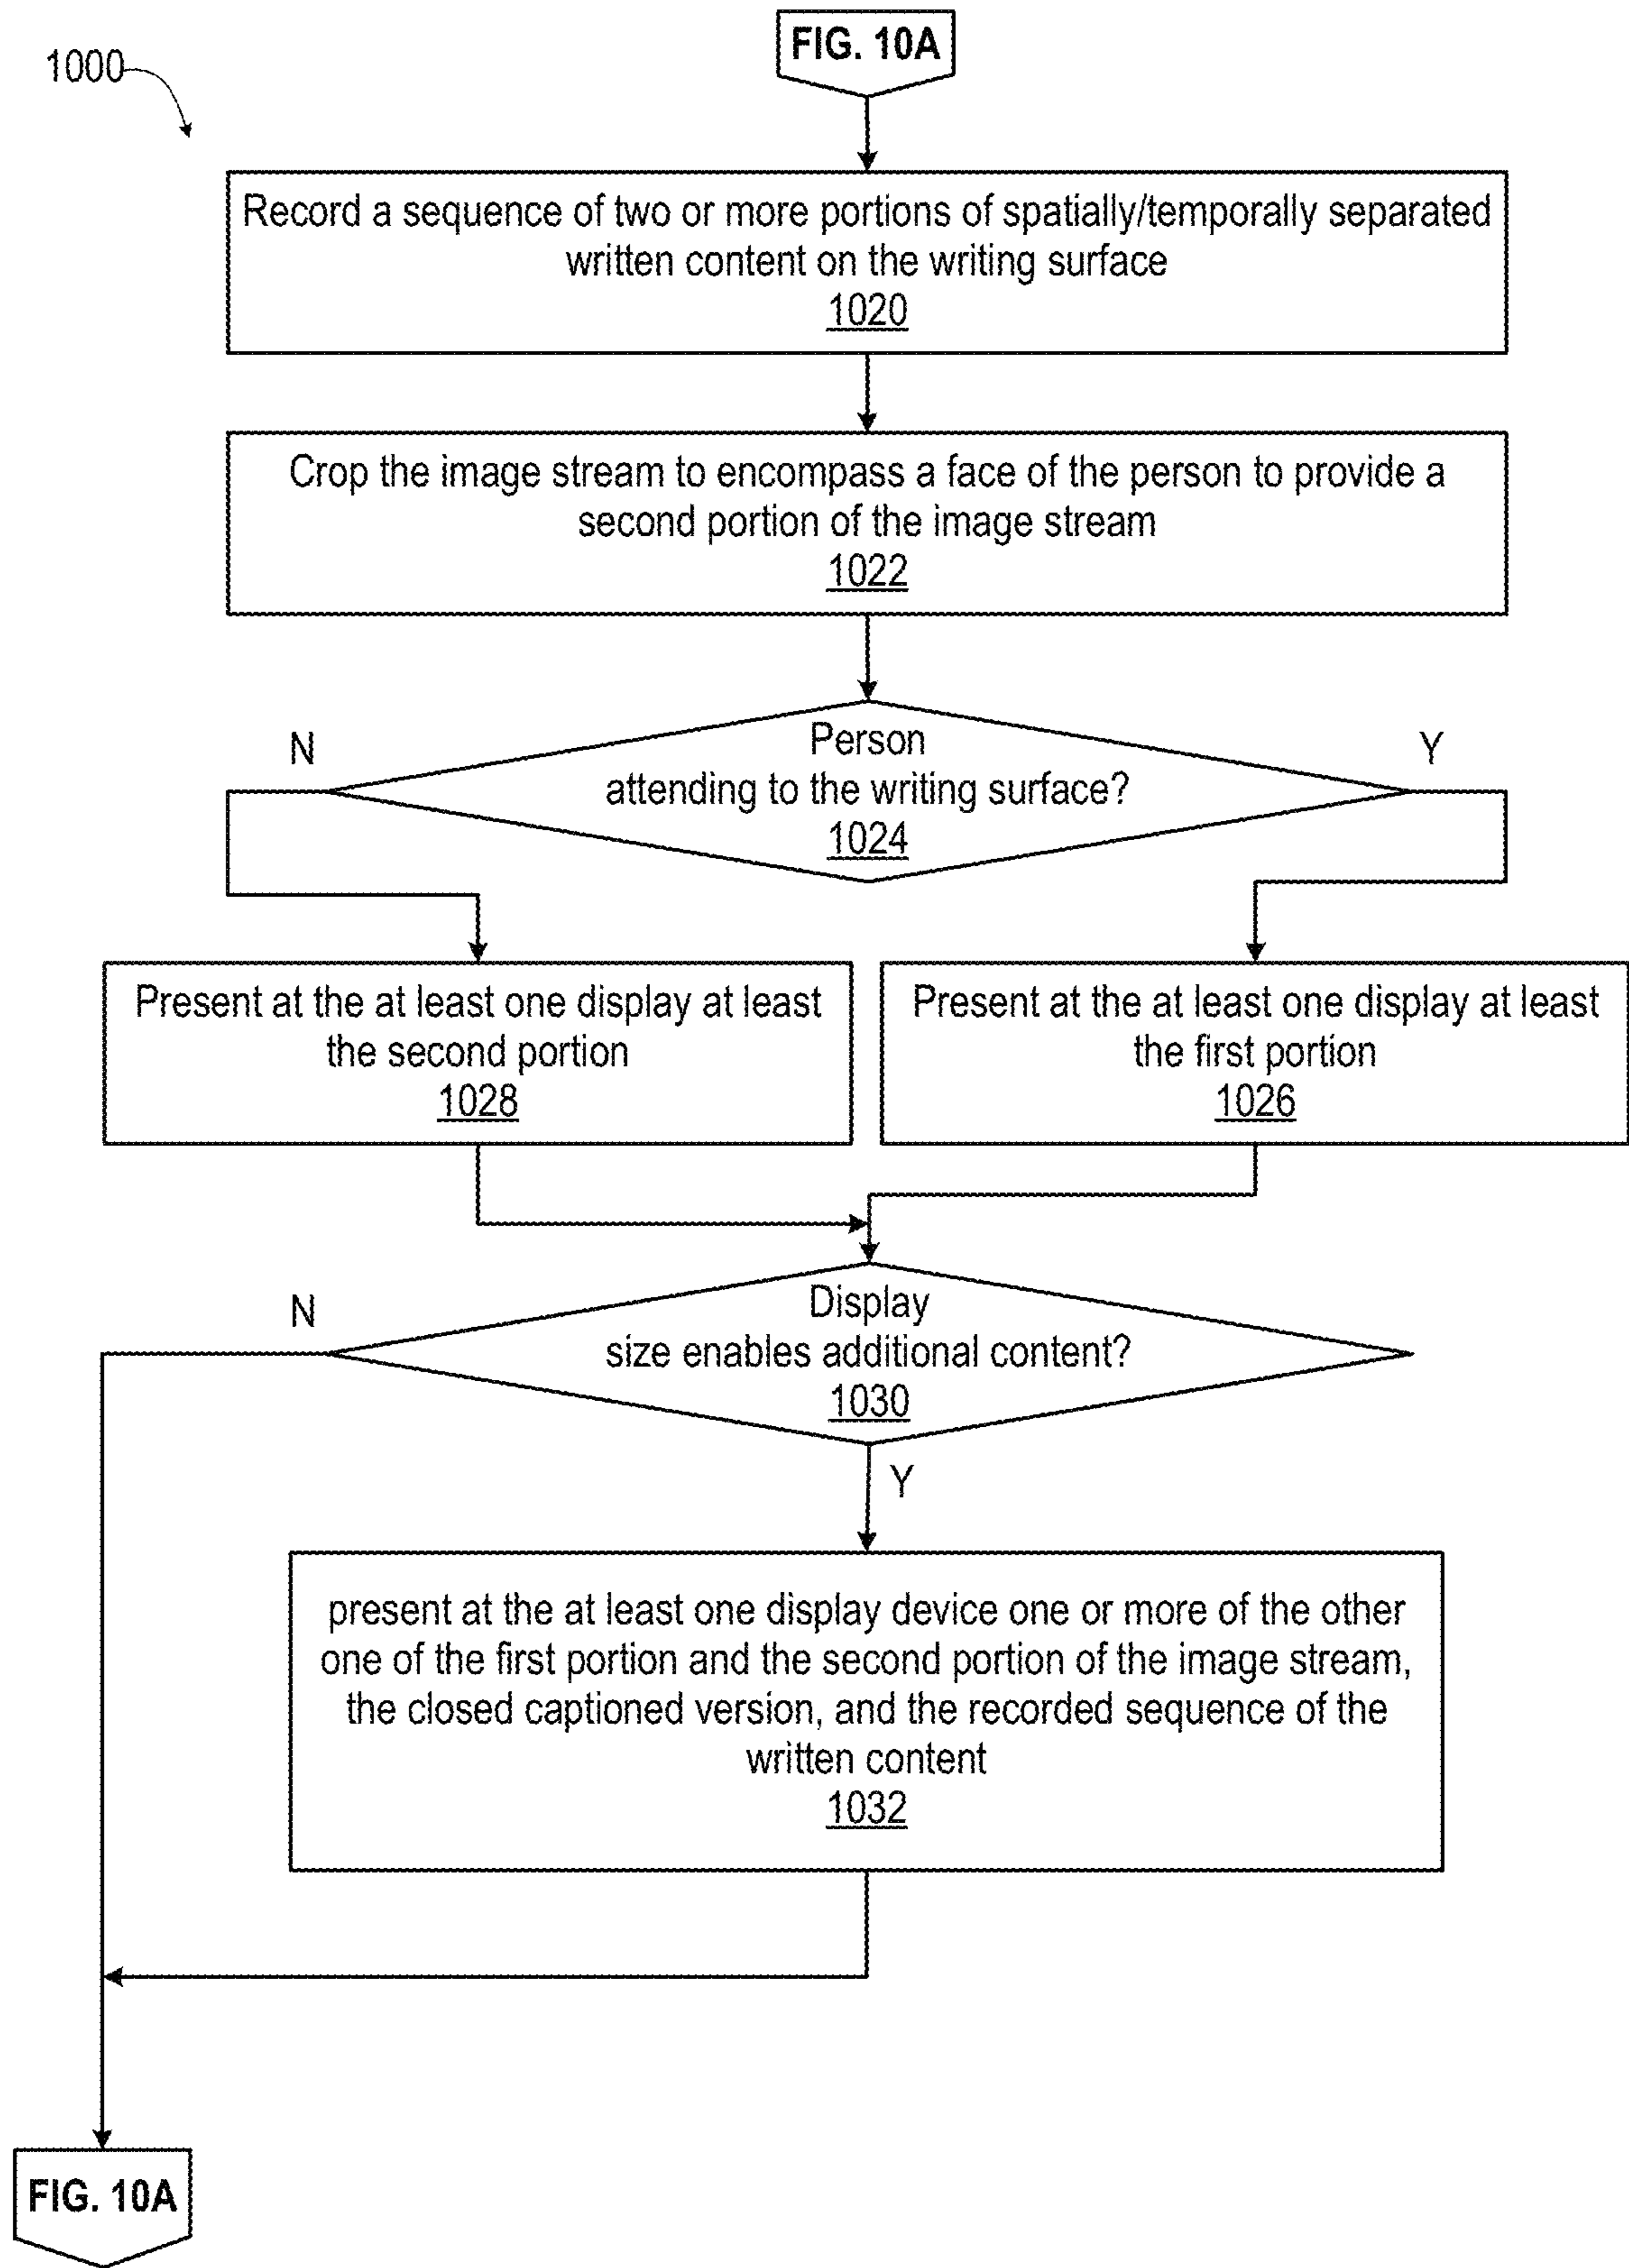 FIG. 10A
1000
Record a sequence of two or more portions of spatially/temporally separated
written content on the writing surface
1020
Crop the image stream to encompass a face of the person to provide a
second portion of the image stream
1022
N
Y
Person
attending to the writing surface?
1024
Present at the at least one display at least
the second portion
1028
Present at the at least one display at least
the first portion
1026
N
Display
size enables additional content?
1030
Y
present at the at least one display device one or more of the other
one of the first portion and the second portion of the image stream,
the closed captioned version, and the recorded sequence of the
written content
1032
FIG. 10A